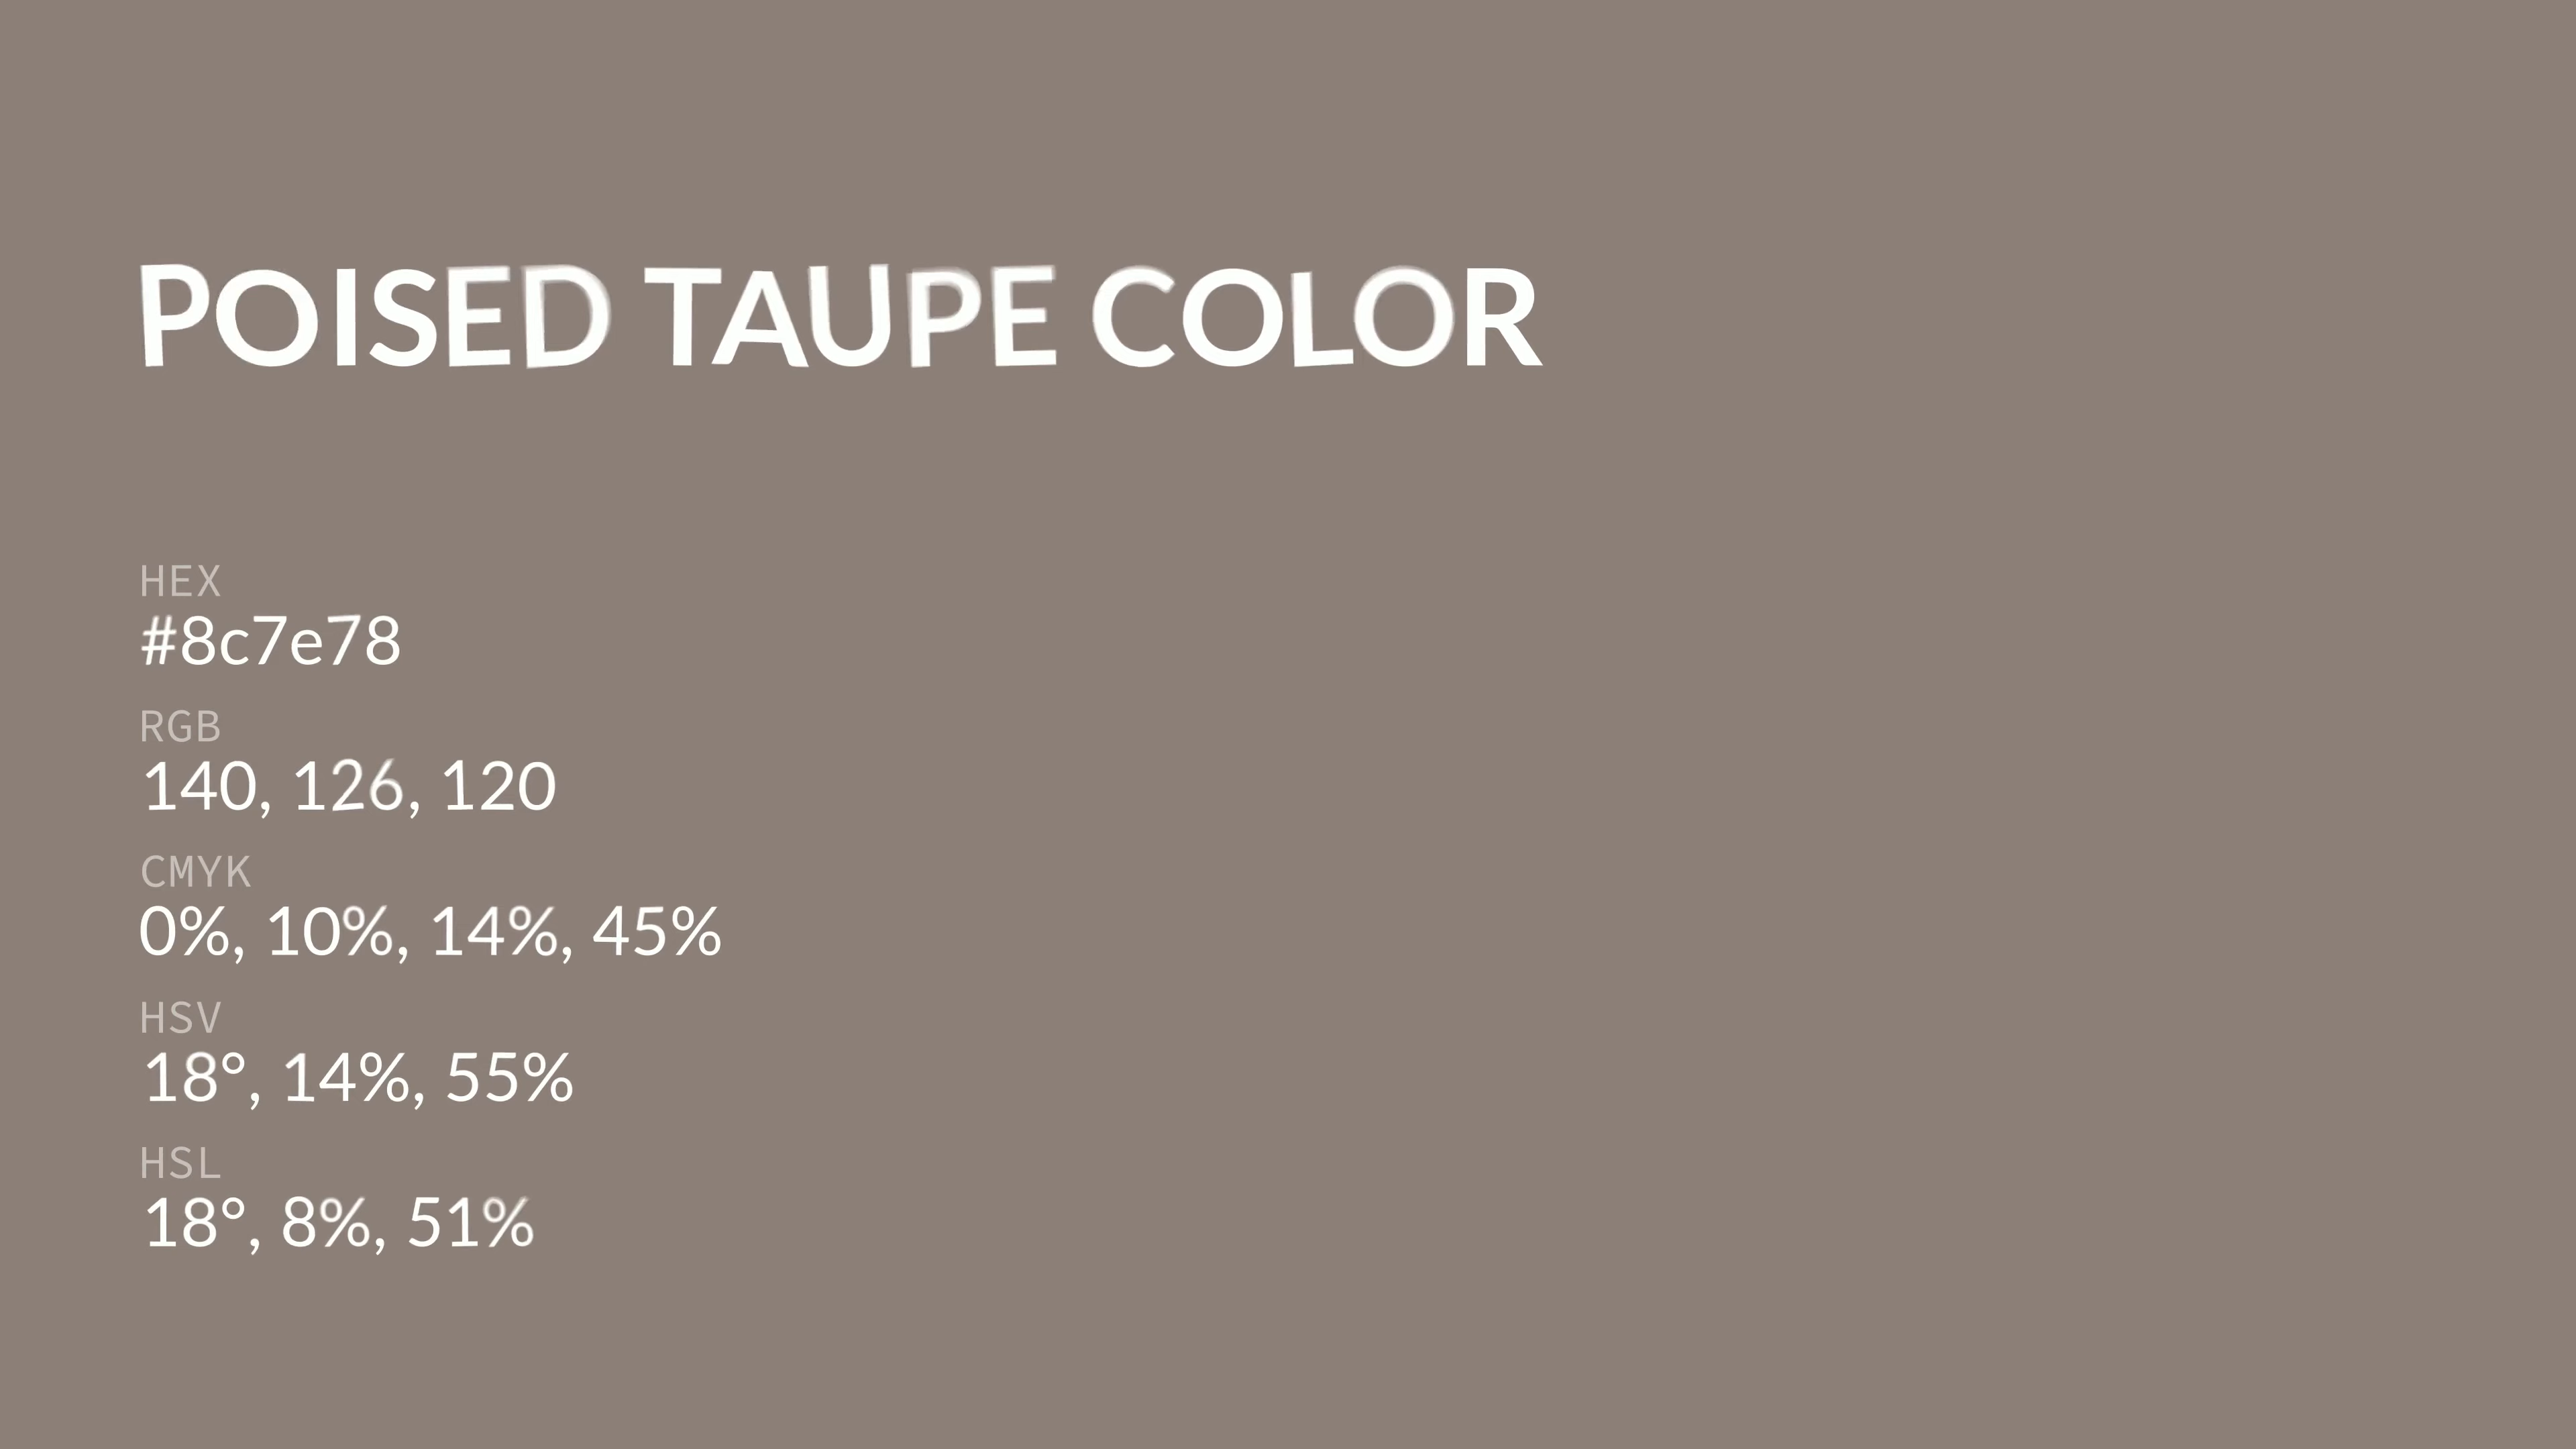 POISED TAUPE COLOR
HEX
#8c7e78
RGB
140, 126, 120
CMYK
0%, 10%, 14%, 45%
HSV
18°, 14%, 55%
HSL
18°, 8%, 51%